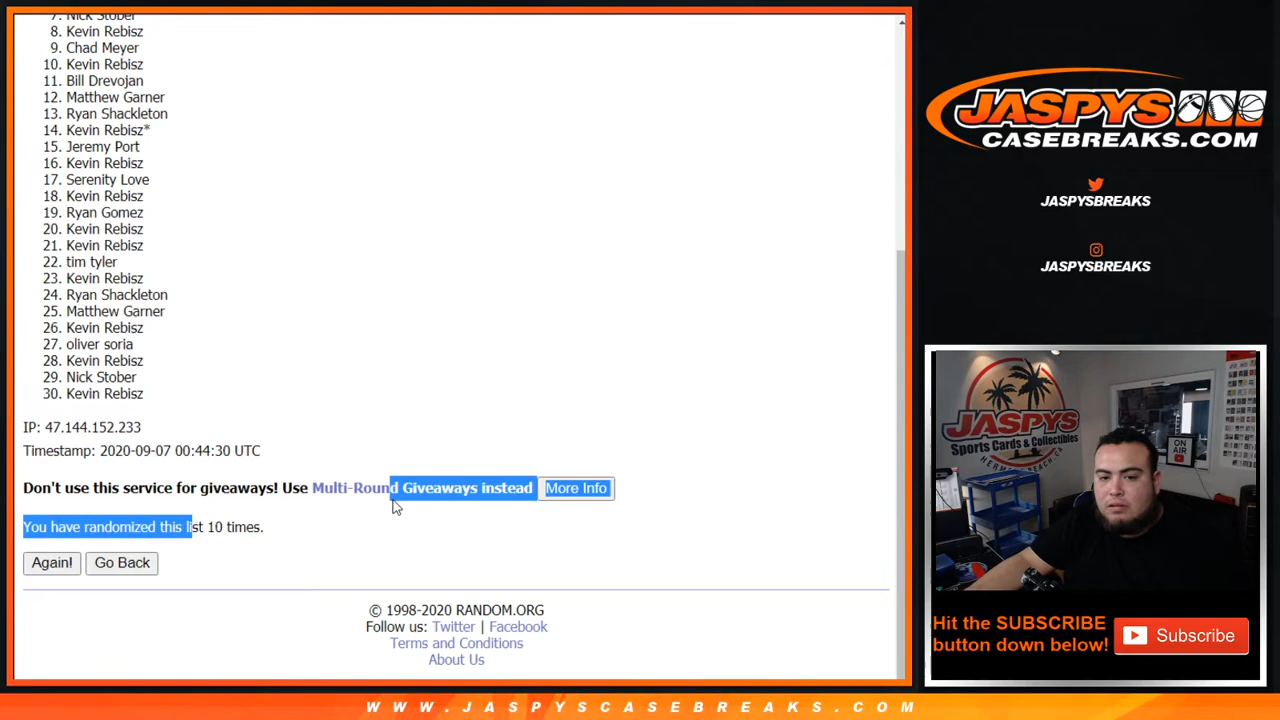 7. Nick Stober
8. Kevin Rebisz
9. Chad Meyer
10. Kevin Rebisz
11. Bill Drevojan
12. Matthew Garner
13. Ryan Shackleton
14. Kevin Rebisz*
15. Jeremy Port
16. Kevin Rebisz
17. Serenity Love
18. Kevin Rebisz
19. Ryan Gomez
20. Kevin Rebisz
21. Kevin Rebisz
22. tim tyler
23. Kevin Rebisz
24. Ryan Shackleton
25. Matthew Garner
26. Kevin Rebisz
27. oliver soria
28. Kevin Rebisz
29. Nick Stober
30. Kevin Rebisz
IP: 47.144.152.233
Timestamp: 2020-09-07 00:44:30 UTC
Don't use this service for giveaways! Use Multi-Round Giveaways instead More Info
You have randomized this list 10 times.
Again! Go Back
© 1998-2020 RANDOM.ORG
Follow us: Twitter | Facebook
Terms and Conditions
About Us
JASPYS
CASEBREAKS.COM
JASPYSBREAKS
JASPYSBREAKS
JASPYS
Sports Cards & Collectibles
HERMOSA BEACH, CA
ON AIR
Hit the SUBSCRIBE
button down below!
Subscribe
WWW.JASPYSCASEBREAKS.COM